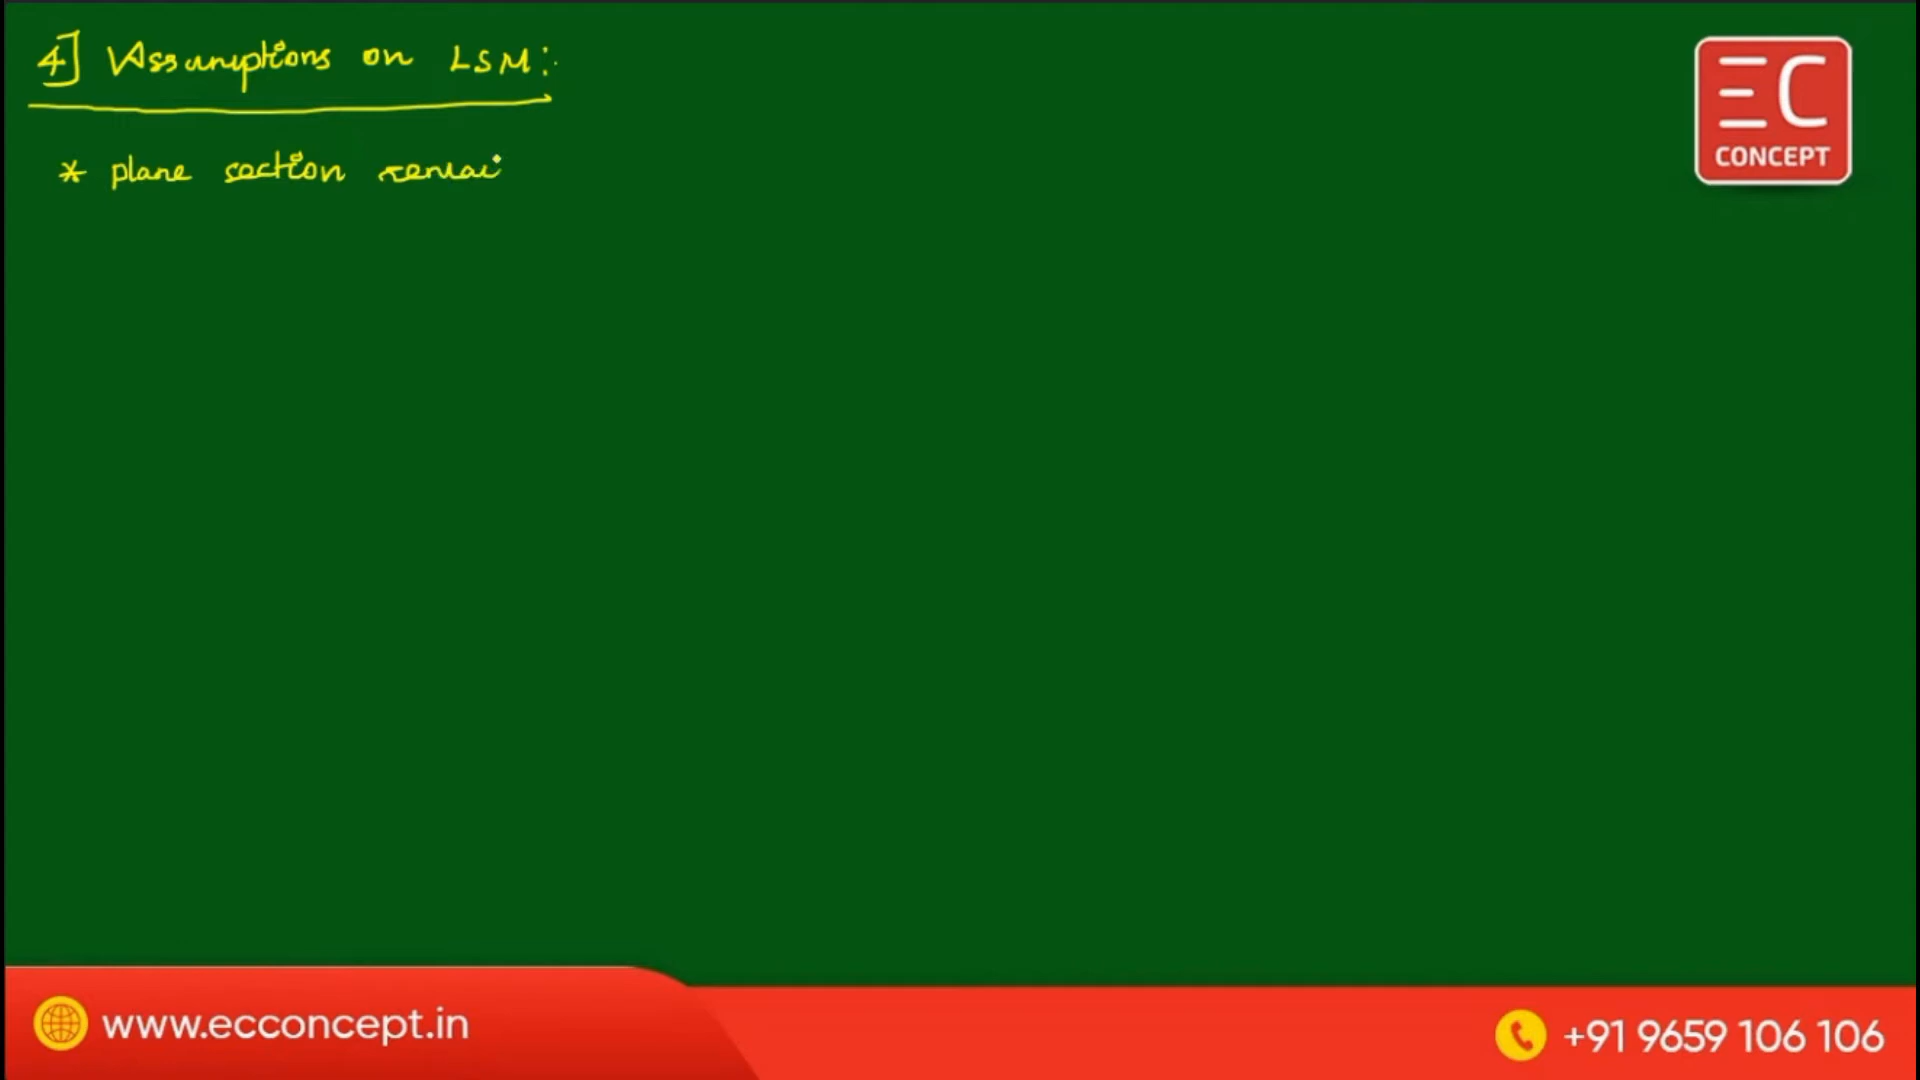 4] Assumptions on LSM:
* plane section remai
EC
CONCEPT
www.ecconcept.in
+91 9659 106 106